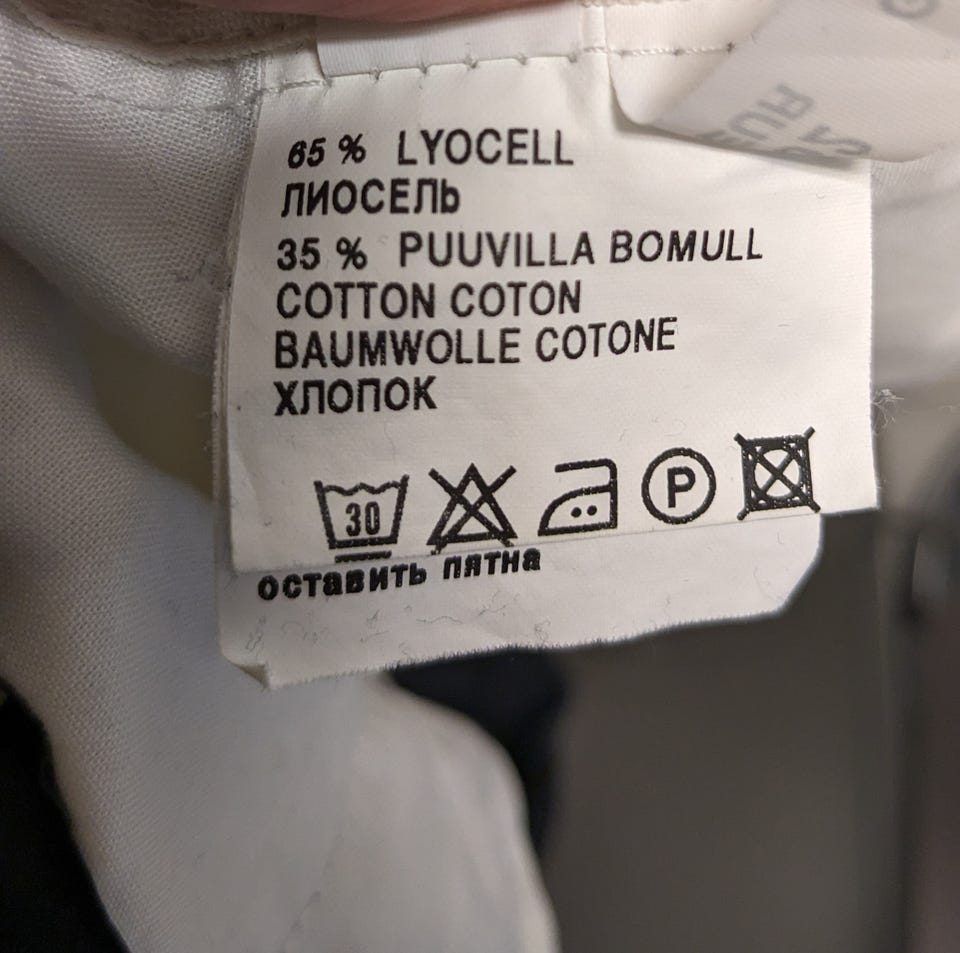 65 % LYOCELL
ЛИОСЕЛЬ
35 % PUUVILLA BOMULL
COTTON COTON
BAUMWOLLE COTONE
ХЛОПОК
30 P
оставить пятна